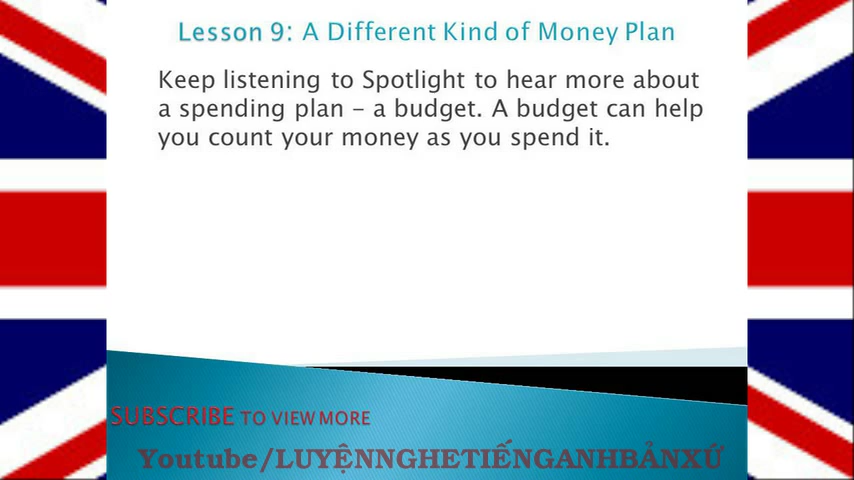 Lesson 9: A Different Kind of Money Plan
Keep listening to Spotlight to hear more about
a spending plan – a budget. A budget can help
you count your money as you spend it.
SUBSCRIBE TO VIEW MORE
Youtube/LUYỆNNGHETIẾNGANHBẢNXỨ